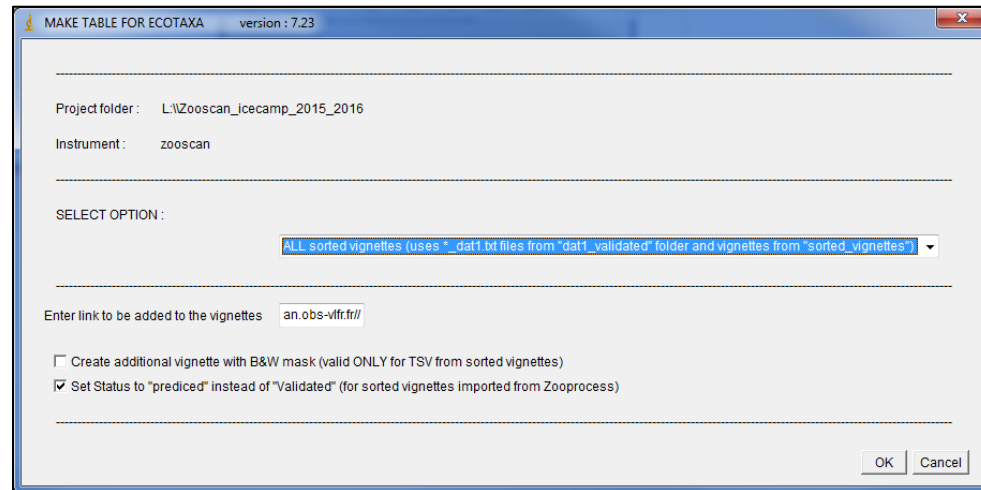 MAKE TABLE FOR ECOTAXA version : 7.23
Project folder : L:\\Zooscan_icecamp_2015_2016
Instrument : zooscan
SELECT OPTION :
ALL sorted vignettes (uses *_dat1.txt files from "dat1_validated" folder and vignettes from "sorted_vignettes")
Enter link to be added to the vignettes an.obs-vlfr.fr//
Create additional vignette with B&W mask (valid ONLY for TSV from sorted vignettes)
Set Status to "prediced" instead of "Validated" (for sorted vignettes imported from Zooprocess)
OK Cancel